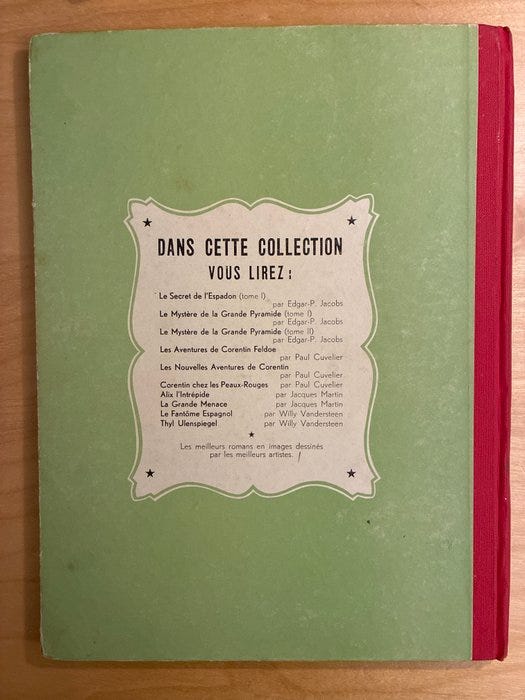 DANS CETTE COLLECTION
VOUS LIREZ :
Le Secret de l'Espadon (tome I)
par Edgar-P. Jacobs
Le Mystère de la Grande Pyramide (tome I)
par Edgar-P. Jacobs
Le Mystère de la Grande Pyramide (tome II)
par Edgar-P. Jacobs
Les Aventures de Corentin Feldoe
par Paul Cuvelier
Les Nouvelles Aventures de Corentin
par Paul Cuvelier
Corentin chez les Peaux-Rouges par Paul Cuvelier
Alix l'Intrépide par Jacques Martin
La Grande Menace par Jacques Martin
Le Fantôme Espagnol par Willy Vandersteen
Thyl Ulenspiegel par Willy Vandersteen
Les meilleurs romans en images dessinés
par les meilleurs artistes.